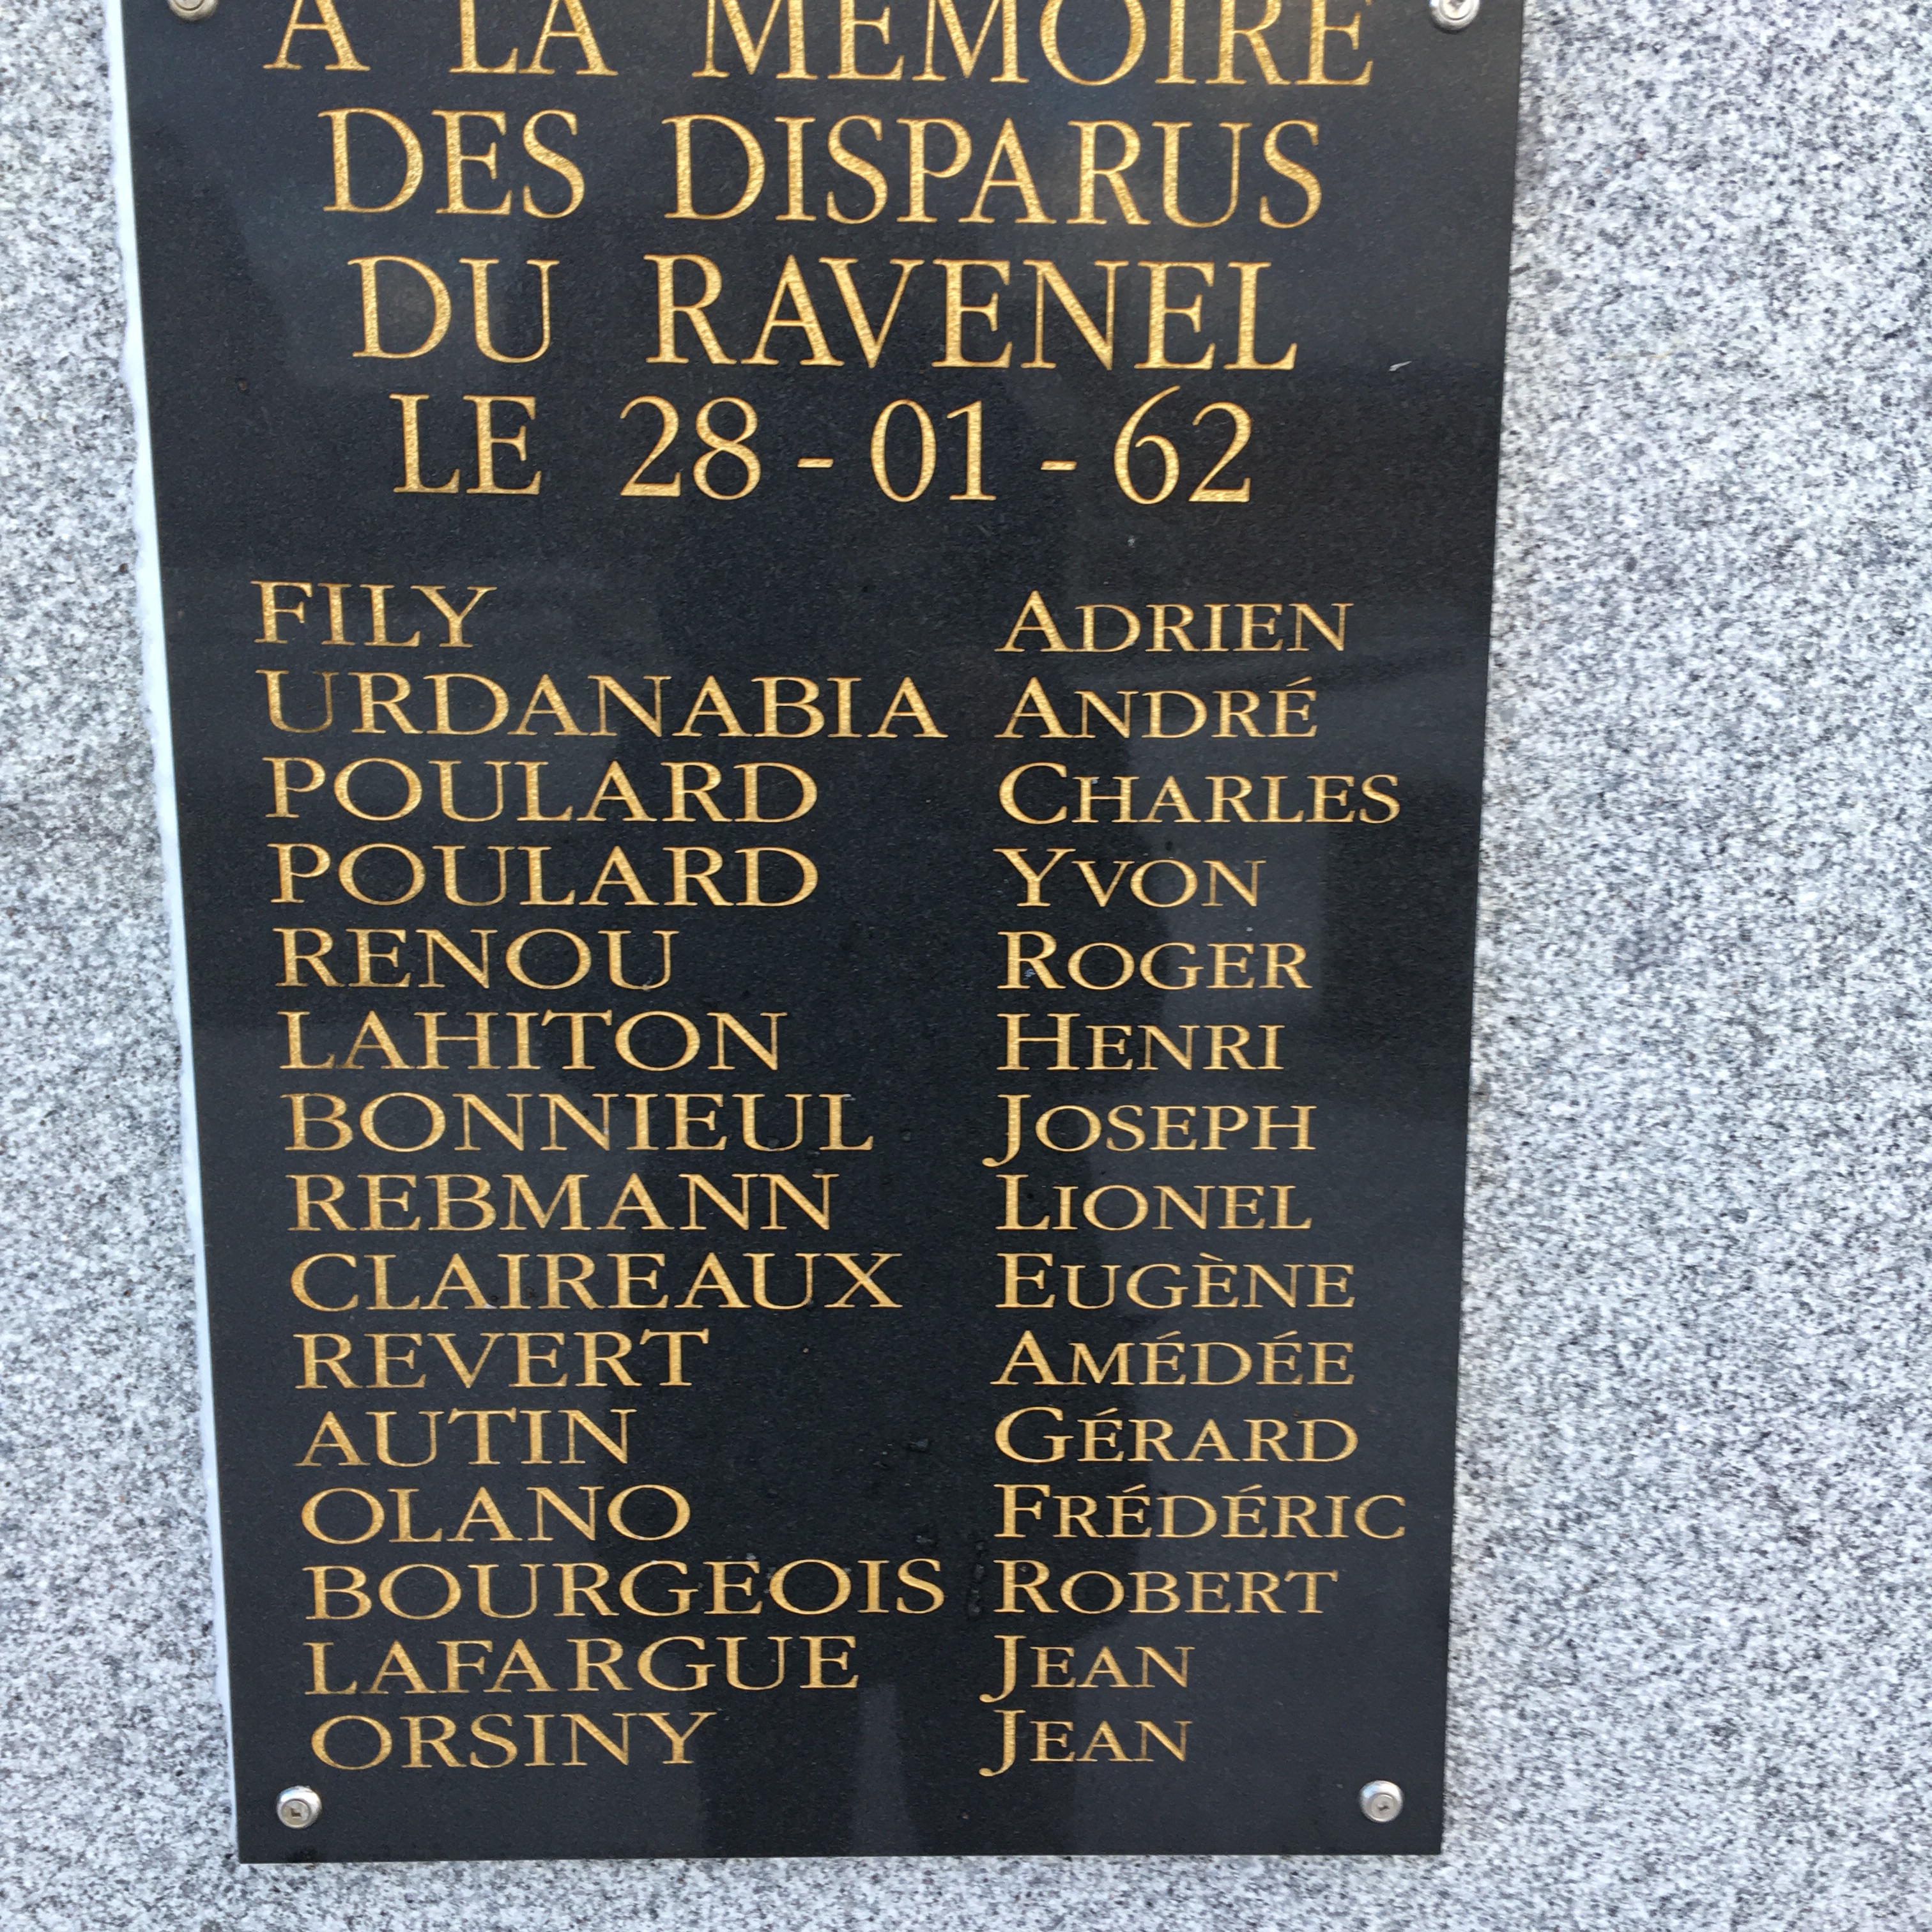 A LA MEMOIRE
DES DISPARUS
DU RAVENEL
LE 28 - 01 - 62
FILY ADRIEN
URDANABIA ANDRÉ
POULARD CHARLES
POULARD YVON
RENOU ROGER
LAHITON HENRI
BONNIEUL JOSEPH
REBMANN LIONEL
CLAIREAUX EUGÈNE
REVERT AMÉDÉE
AUTIN GÉRARD
OLANO FRÉDÉRIC
BOURGEOIS ROBERT
LAFARGUE JEAN
ORSINY JEAN